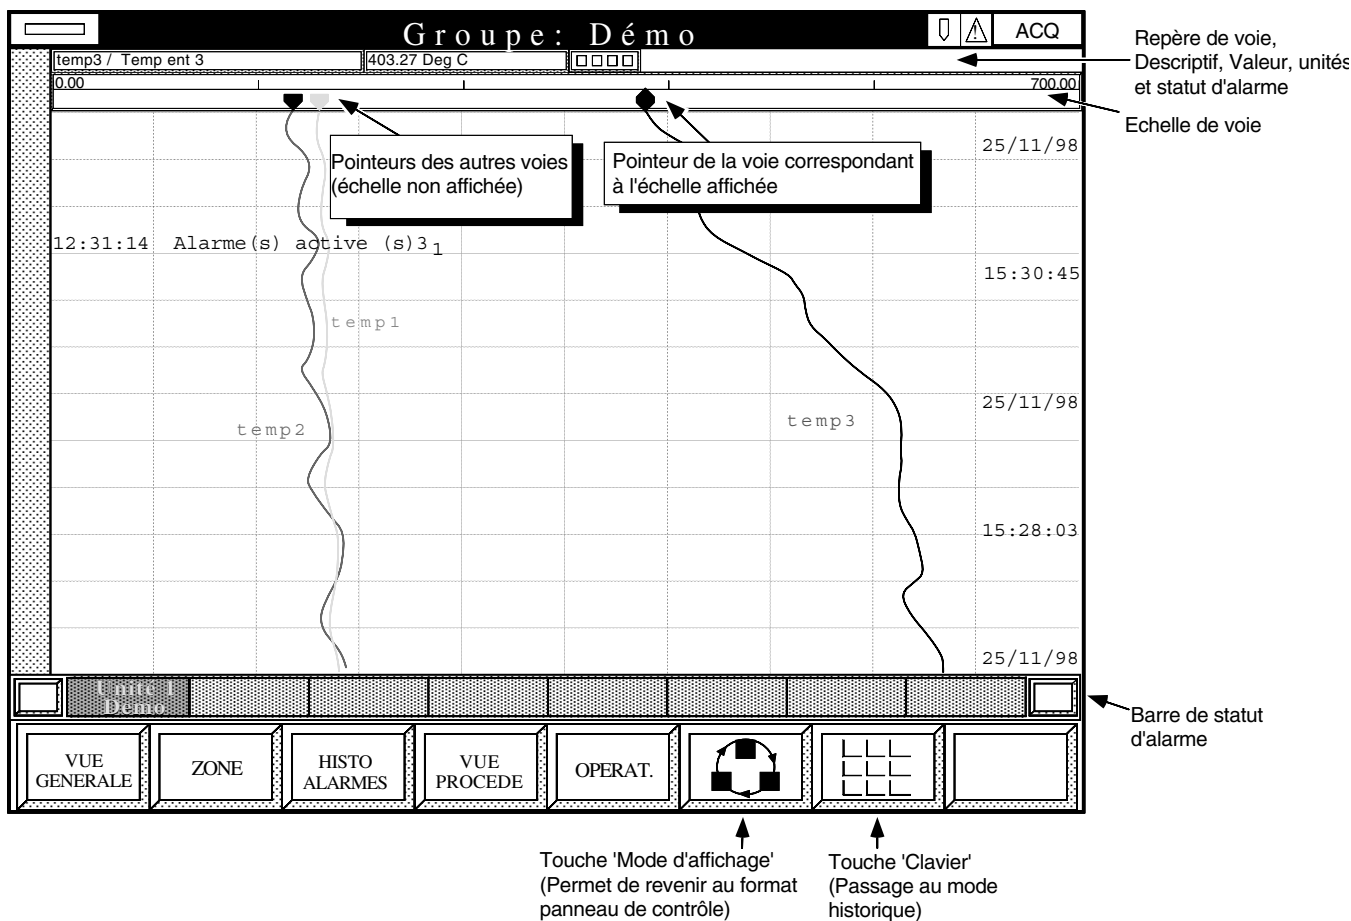 Groupe: Démo
ACQ
temp3 / Temp ent 3
403.27 Deg C
0.00
700.00
Repère de voie,
Descriptif, Valeur, unités
et statut d'alarme
Echelle de voie
Pointeurs des autres voies
(échelle non affichée)
Pointeur de la voie correspondant
à l'échelle affichée
25/11/98
12:31:14 Alarme(s) active (s)3 1
15:30:45
temp1
25/11/98
temp2
temp3
15:28:03
25/11/98
Unité 1
Démo
Barre de statut
d'alarme
VUE
GENERALE
ZONE
HISTO
ALARMES
VUE
PROCEDE
OPERAT.
Touche 'Mode d'affichage'
(Permet de revenir au format
panneau de contrôle)
Touche 'Clavier'
(Passage au mode
historique)